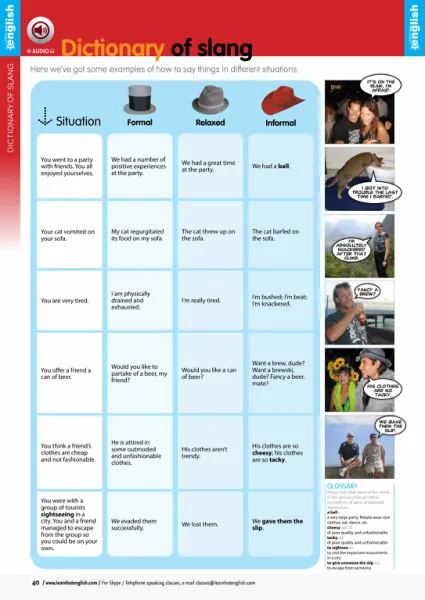 english
english
AUDIO
Dictionary of slang
DICTIONARY OF SLANG
Here we've got some examples of how to say things in different situations.
Situation
Formal
Relaxed
Informal
You went to a party
with friends. You all
enjoyed yourselves.
We had a number of
positive experiences
at the party.
We had a great time
at the party.
We had a ball.
Your cat vomited on
your sofa.
My cat regurgitated
its food on my sofa.
The cat threw up on
the sofa.
The cat barfed on
the sofa.
You are very tired.
I am physically
drained and
exhausted.
I'm really tired.
I'm bushed; I'm beat;
I'm knackered.
You offer a friend a
can of beer.
Would you like to
partake of a beer, my
friend?
Would you like a can
of beer?
Want a brew, dude?
Want a brewski,
dude? Fancy a beer,
mate?
You think a friend's
clothes are cheap
and not fashionable.
He is attired in
some outmoded
and unfashionable
clothes.
His clothes aren't
trendy.
His clothes are so
cheesy; his clothes
are so tacky.
You were with a
group of tourists
sightseeing in a
city. You and a friend
managed to escape
from the group so
you could be on your
own.
We evaded them
successfully.
We lost them.
We gave them the
slip.
IT'S ON THE
BLINK, I'M
AFRAID.
I GOT INTO
TROUBLE THE LAST
TIME I BARFED.
I'M
ABSOLUTELY
KNACKERED
AFTER THAT
CLIMB.
FANCY A
BREW?
HIS CLOTHES
ARE SO
TACKY.
WE GAVE
THEM THE
SLIP.
GLOSSARY
a ball
a very large party. People wear nice
clothes, eat, dance, etc
cheesy
of poor quality and unfashionable
tacky
of poor quality and unfashionable
to sightsee
to visit the important monuments
in a city
to give someone the slip
to escape from someone
40 / www.learnhotenglish.com / For Skype / Telephone speaking classes, e-mail classes@learnhotenglish.com